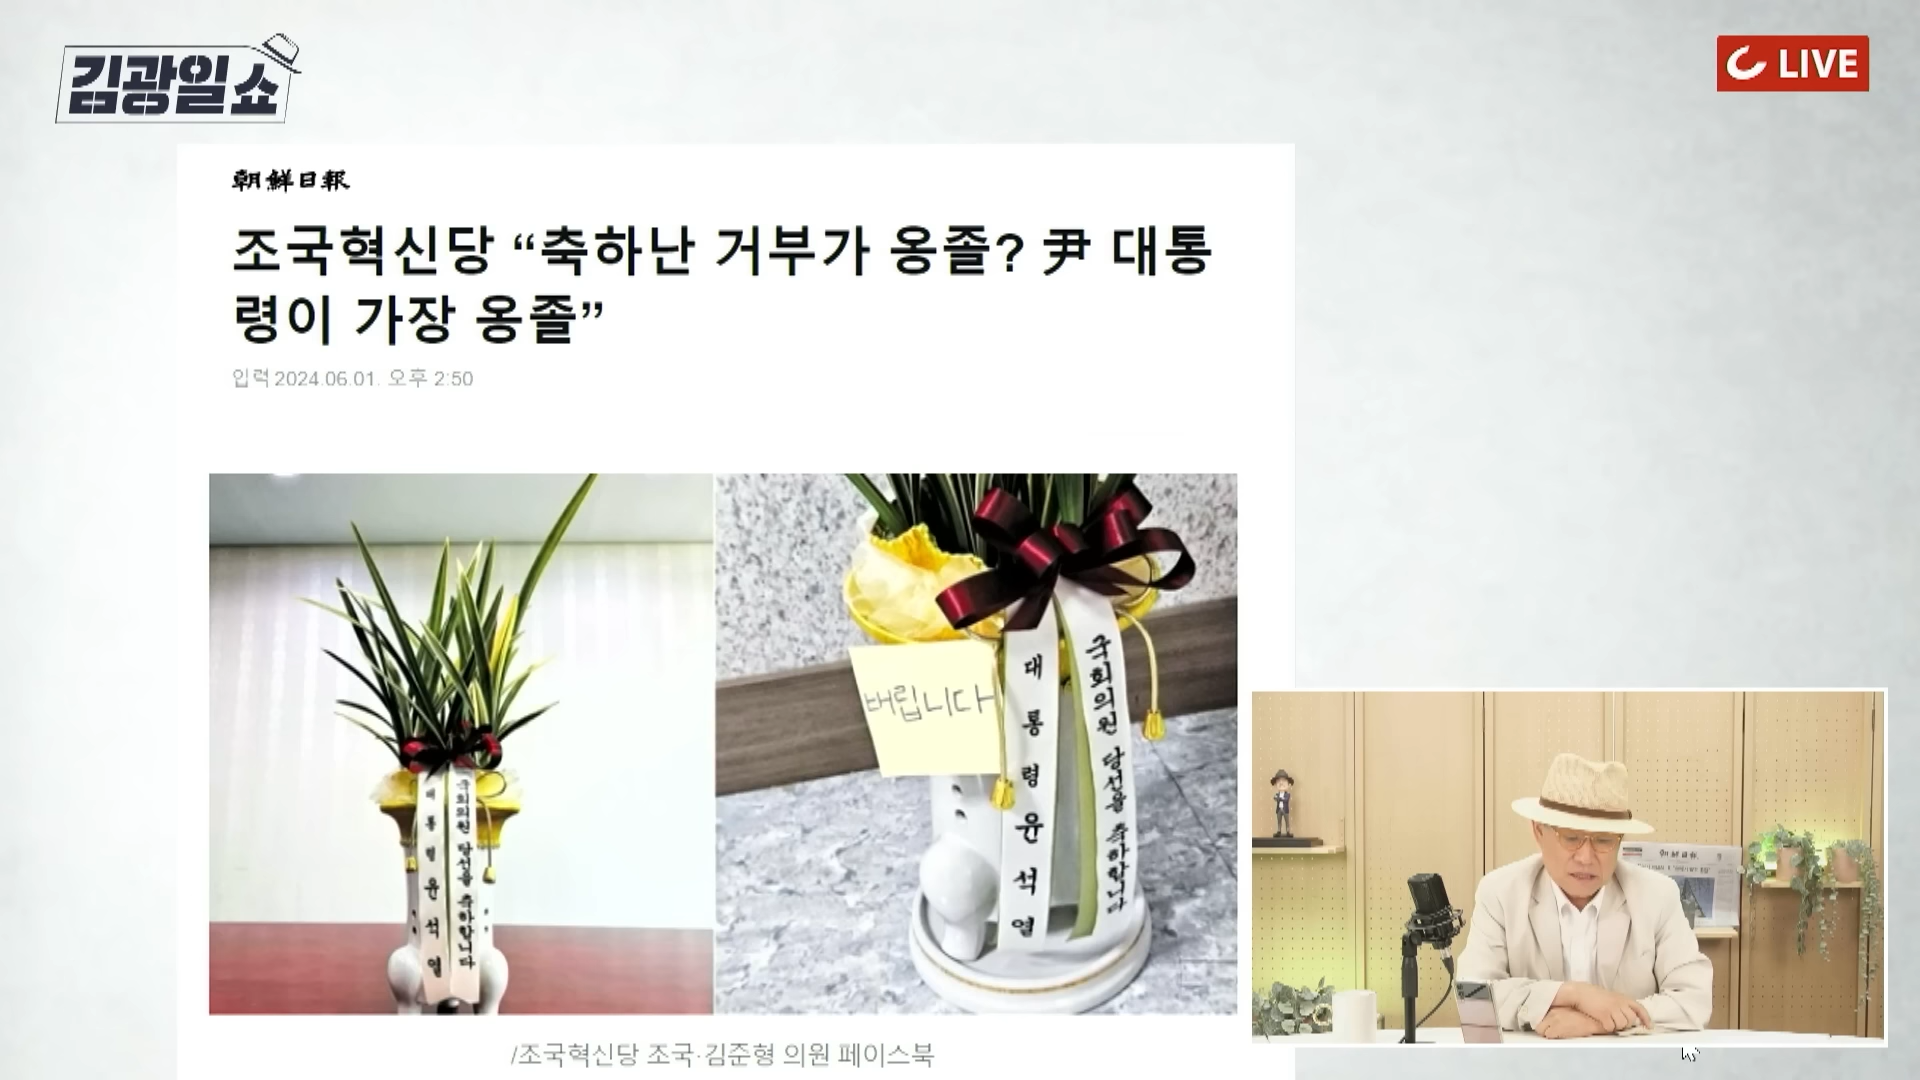 김광일쇼
LIVE
朝鮮日報
조국혁신당 “축하난 거부가 옹졸? 尹 대통
령이 가장 옹졸”
입력 2024.06.01. 오후 2:50
대통령 윤석열
국회의원 당선을 축하합니다
버립니다
대통령 윤석열
국회의원 당선을 축하합니다
/조국혁신당 조국·김준형 의원 페이스북
朝鮮日報